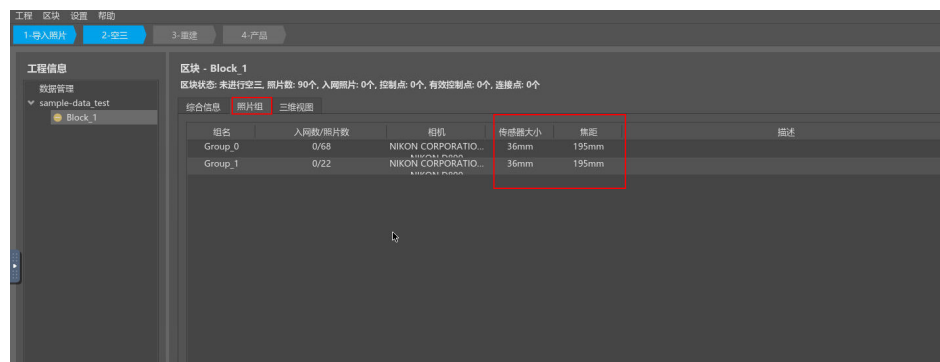 工程 区块 设置 帮助
1-导入照片 2-空三 3-重建 4-产品
工程信息
数据管理
sample-data_test
Block_1
区块 - Block_1
区块状态: 未进行空三, 照片数: 90个, 入网照片: 0个, 控制点: 0个, 有效控制点: 0个, 连接点: 0个
综合信息 照片组 三维视图
组名 入网数/照片数 相机 传感器大小 焦距 描述
Group_0 0/68 NIKON CORPORATIO... 36mm 195mm
NIKON D800
Group_1 0/22 NIKON CORPORATIO... 36mm 195mm
NIKON D800